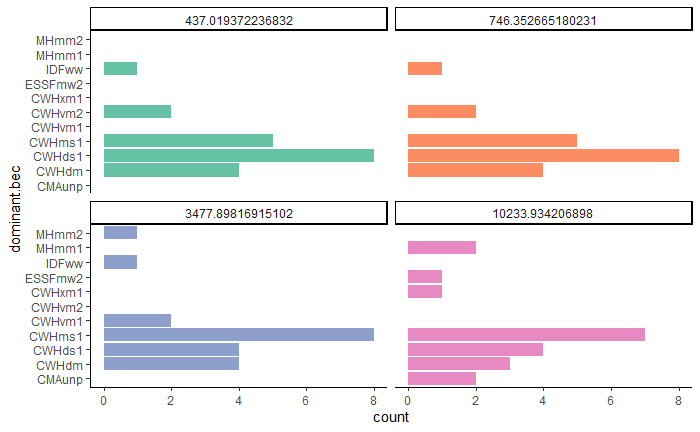 437.019372236832
746.352665180231
MHmm2
MHmm1
IDFww
ESSFmw2
CWHxm1
CWHvm2
CWHvm1
CWHms1
CWHds1
CWHdm
CMAunp
dominant.bec
3477.89816915102
10233.934206898
MHmm2
MHmm1
IDFww
ESSFmw2
CWHxm1
CWHvm2
CWHvm1
CWHms1
CWHds1
CWHdm
CMAunp
0 2 4 6 8 0 2 4 6 8
count